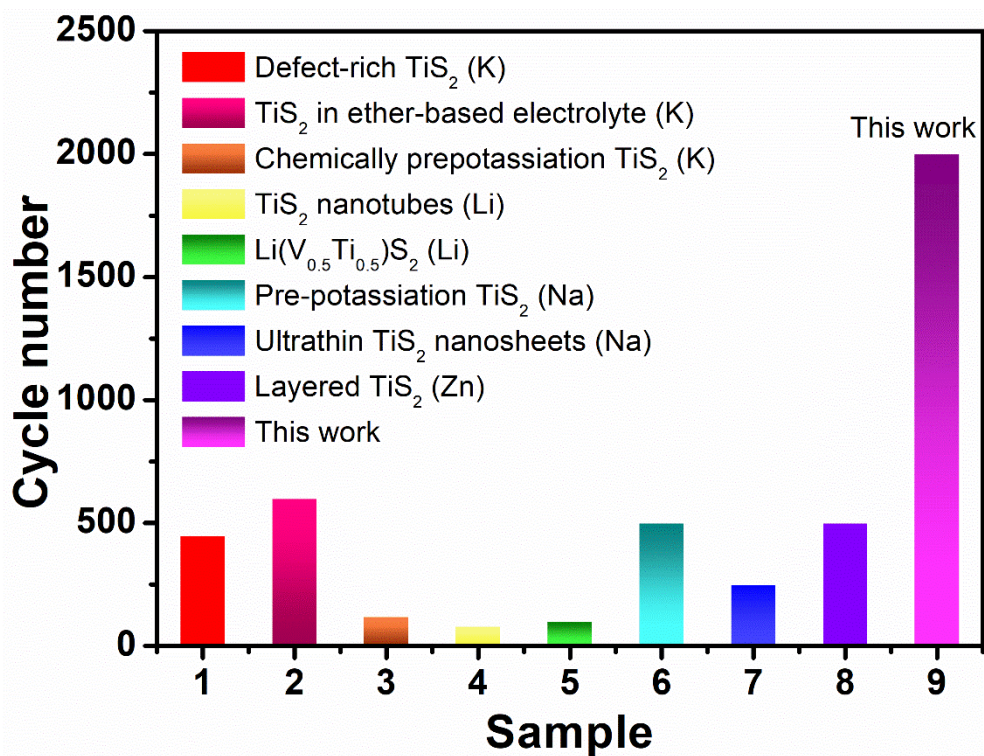 2500
2000
1500
1000
500
0
Cycle number
Defect-rich TiS₂ (K)
TiS₂ in ether-based electrolyte (K)
Chemically prepotassiation TiS₂ (K)
TiS₂ nanotubes (Li)
Li(V₀.₅Ti₀.₅)S₂ (Li)
Pre-potassiation TiS₂ (Na)
Ultrathin TiS₂ nanosheets (Na)
Layered TiS₂ (Zn)
This work
This work
1 2 3 4 5 6 7 8 9
Sample